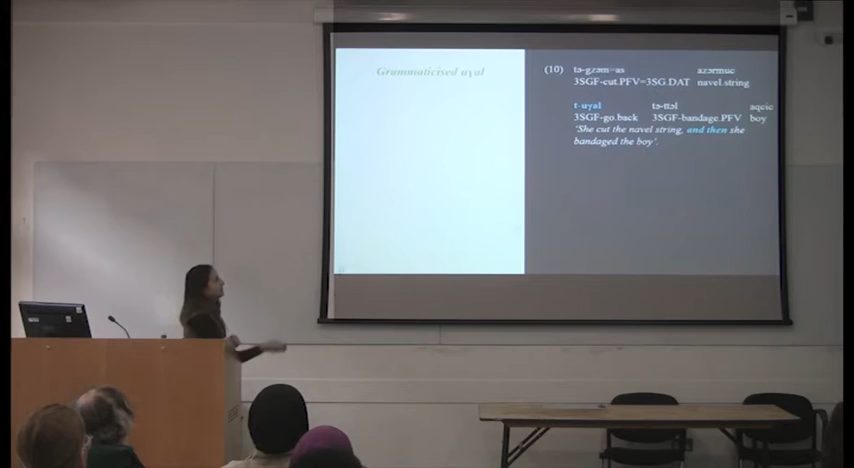 Grammaticised uɣal
(10) tə-gzəm=as azərmuc
3SGF-cut.PFV=3SG.DAT navel.string
t-uɣal tə-ttəl aqcic
3SGF-go.back 3SGF-bandage.PFV boy
‘She cut the navel string, and then she
bandaged the boy’.